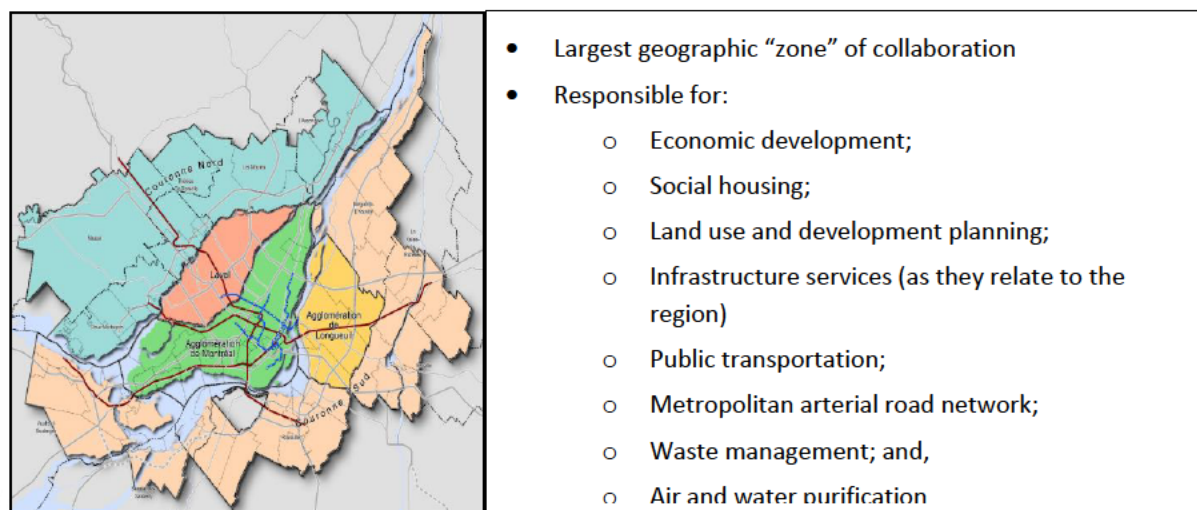 Couronne Nord
Laval
Agglomération
de Longueuil
Agglomération
de Montréal
Couronne Sud
• Largest geographic “zone” of collaboration
• Responsible for:
o Economic development;
o Social housing;
o Land use and development planning;
o Infrastructure services (as they relate to the
region)
o Public transportation;
o Metropolitan arterial road network;
o Waste management; and,
o Air and water purification